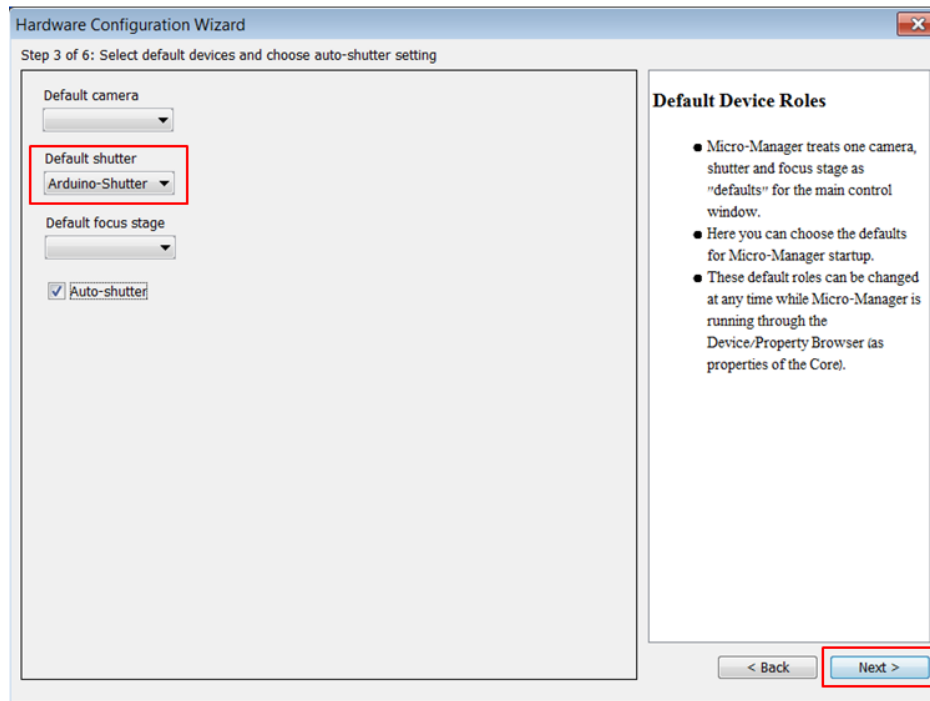 Hardware Configuration Wizard
Step 3 of 6: Select default devices and choose auto-shutter setting
Default camera
Default shutter
Arduino-Shutter
Default focus stage
Auto-shutter
Default Device Roles
Micro-Manager treats one camera,
shutter and focus stage as
"defaults" for the main control
window.
Here you can choose the defaults
for Micro-Manager startup.
These default roles can be changed
at any time while Micro-Manager is
running through the
Device/Property Browser (as
properties of the Core).
< Back
Next >